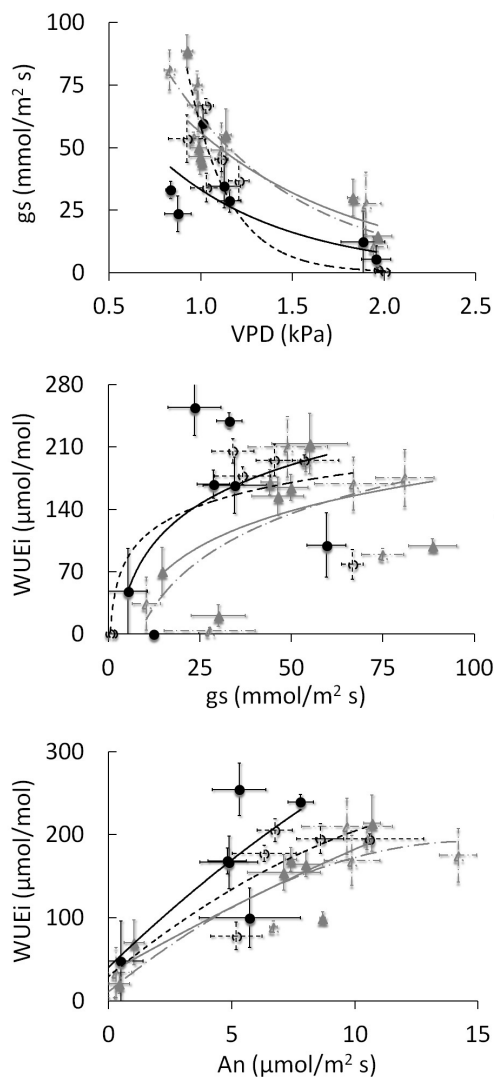 gs (mmol/m² s)
100
75
50
25
0
0.5 1.0 1.5 2.0 2.5
VPD (kPa)
WUEi (µmol/mol)
280
210
140
70
0
0 25 50 75 100
gs (mmol/m² s)
WUEi (µmol/mol)
300
200
100
0
0 5 10 15
An (µmol/m² s)